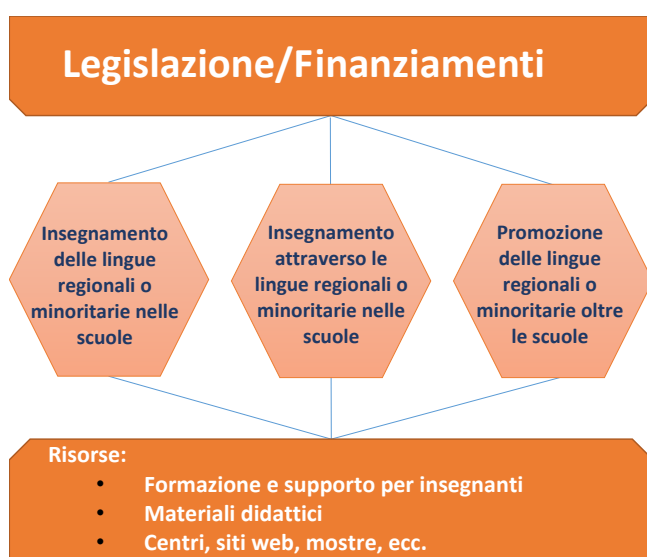 Legislazione/Finanziamenti
Insegnamento
delle lingue
regionali o
minoritarie nelle
scuole
Insegnamento
attraverso le
lingue regionali o
minoritarie nelle
scuole
Promozione
delle lingue
regionali o
minoritarie oltre
le scuole
Risorse:
• Formazione e supporto per insegnanti
• Materiali didattici
• Centri, siti web, mostre, ecc.